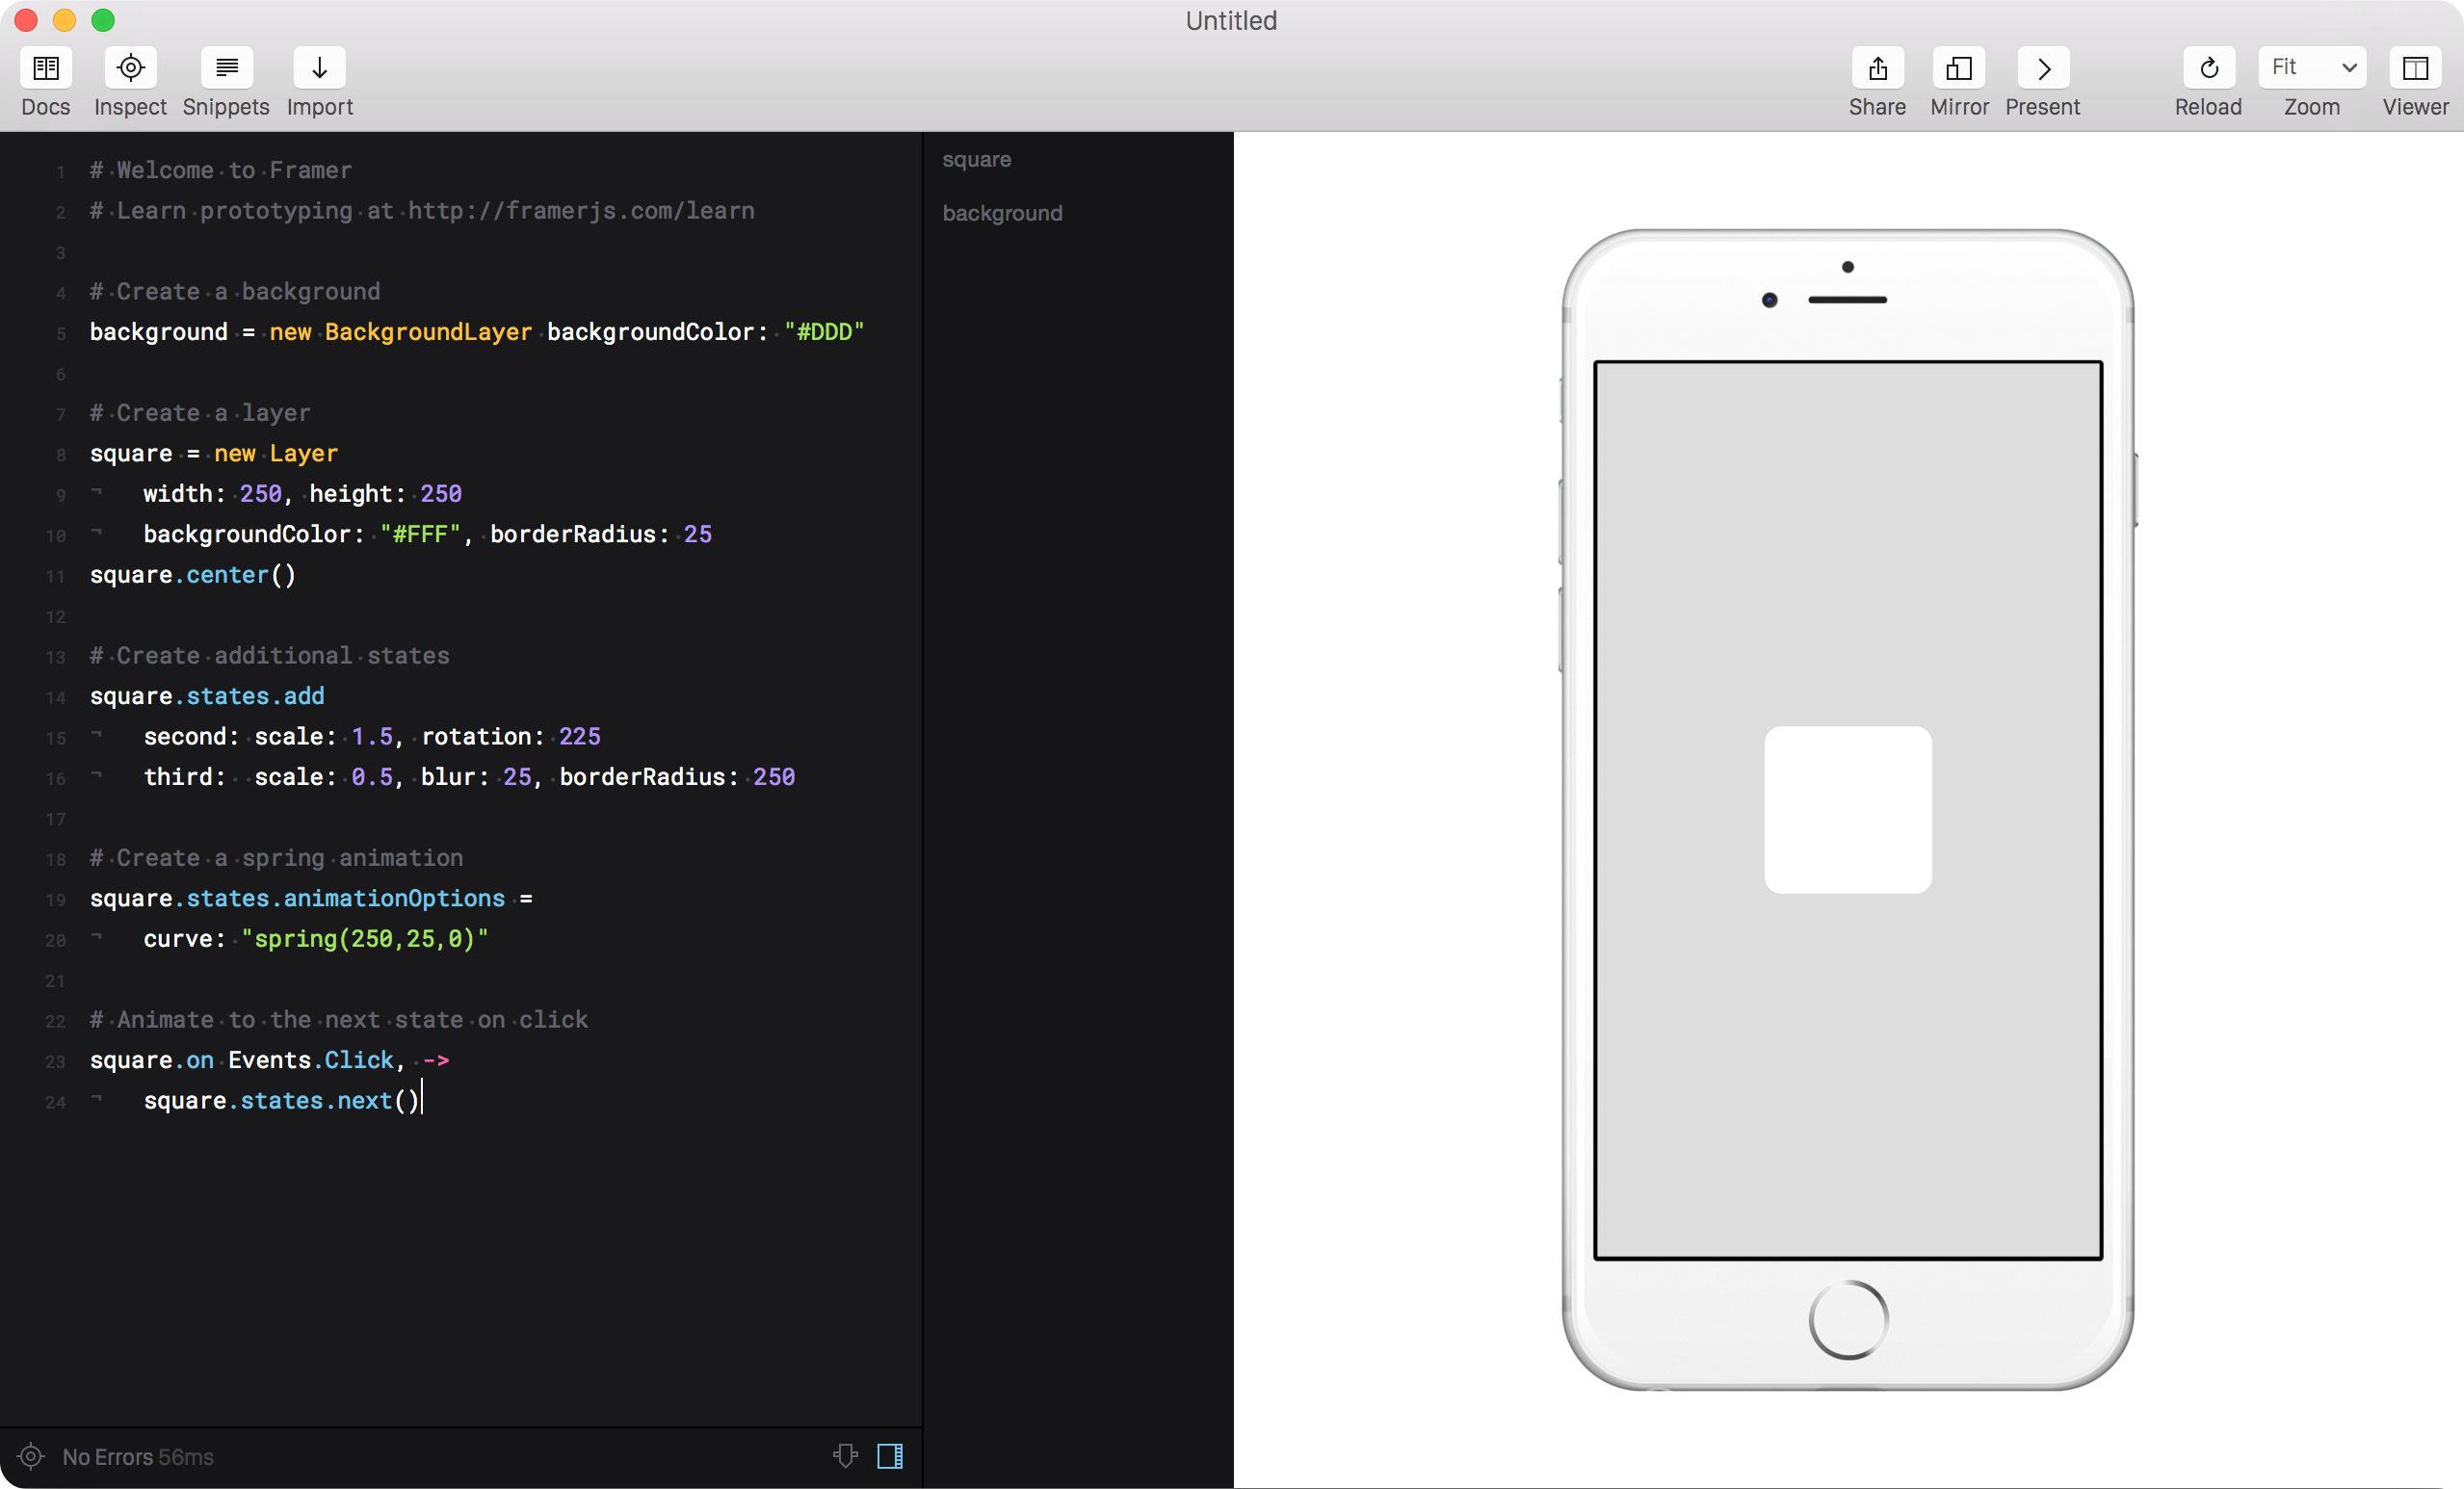 Untitled
Docs Inspect Snippets Import Share Mirror Present Reload Fit Zoom Viewer
1 # Welcome to Framer
2 # Learn prototyping at http://framerjs.com/learn
3
4 # Create a background
5 background = new BackgroundLayer backgroundColor: "#DDD"
6
7 # Create a layer
8 square = new Layer
9 width: 250, height: 250
10 backgroundColor: "#FFF", borderRadius: 25
11 square.center()
12
13 # Create additional states
14 square.states.add
15 second: scale: 1.5, rotation: 225
16 third: scale: 0.5, blur: 25, borderRadius: 250
17
18 # Create a spring animation
19 square.states.animationOptions =
20 curve: "spring(250,25,0)"
21
22 # Animate to the next state on click
23 square.on Events.Click, ->
24 square.states.next()
square
background
No Errors 56ms